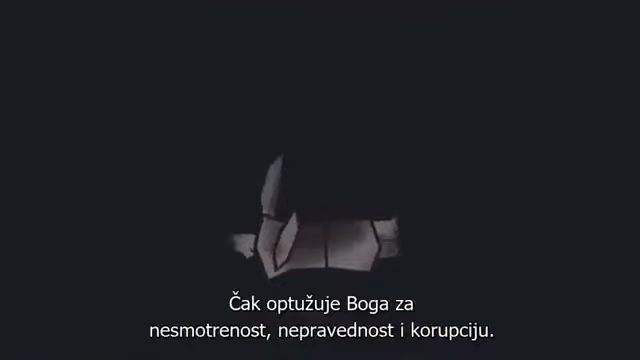 Čak optužuje Boga za
nesmotrenost, nepravednost i korupciju.